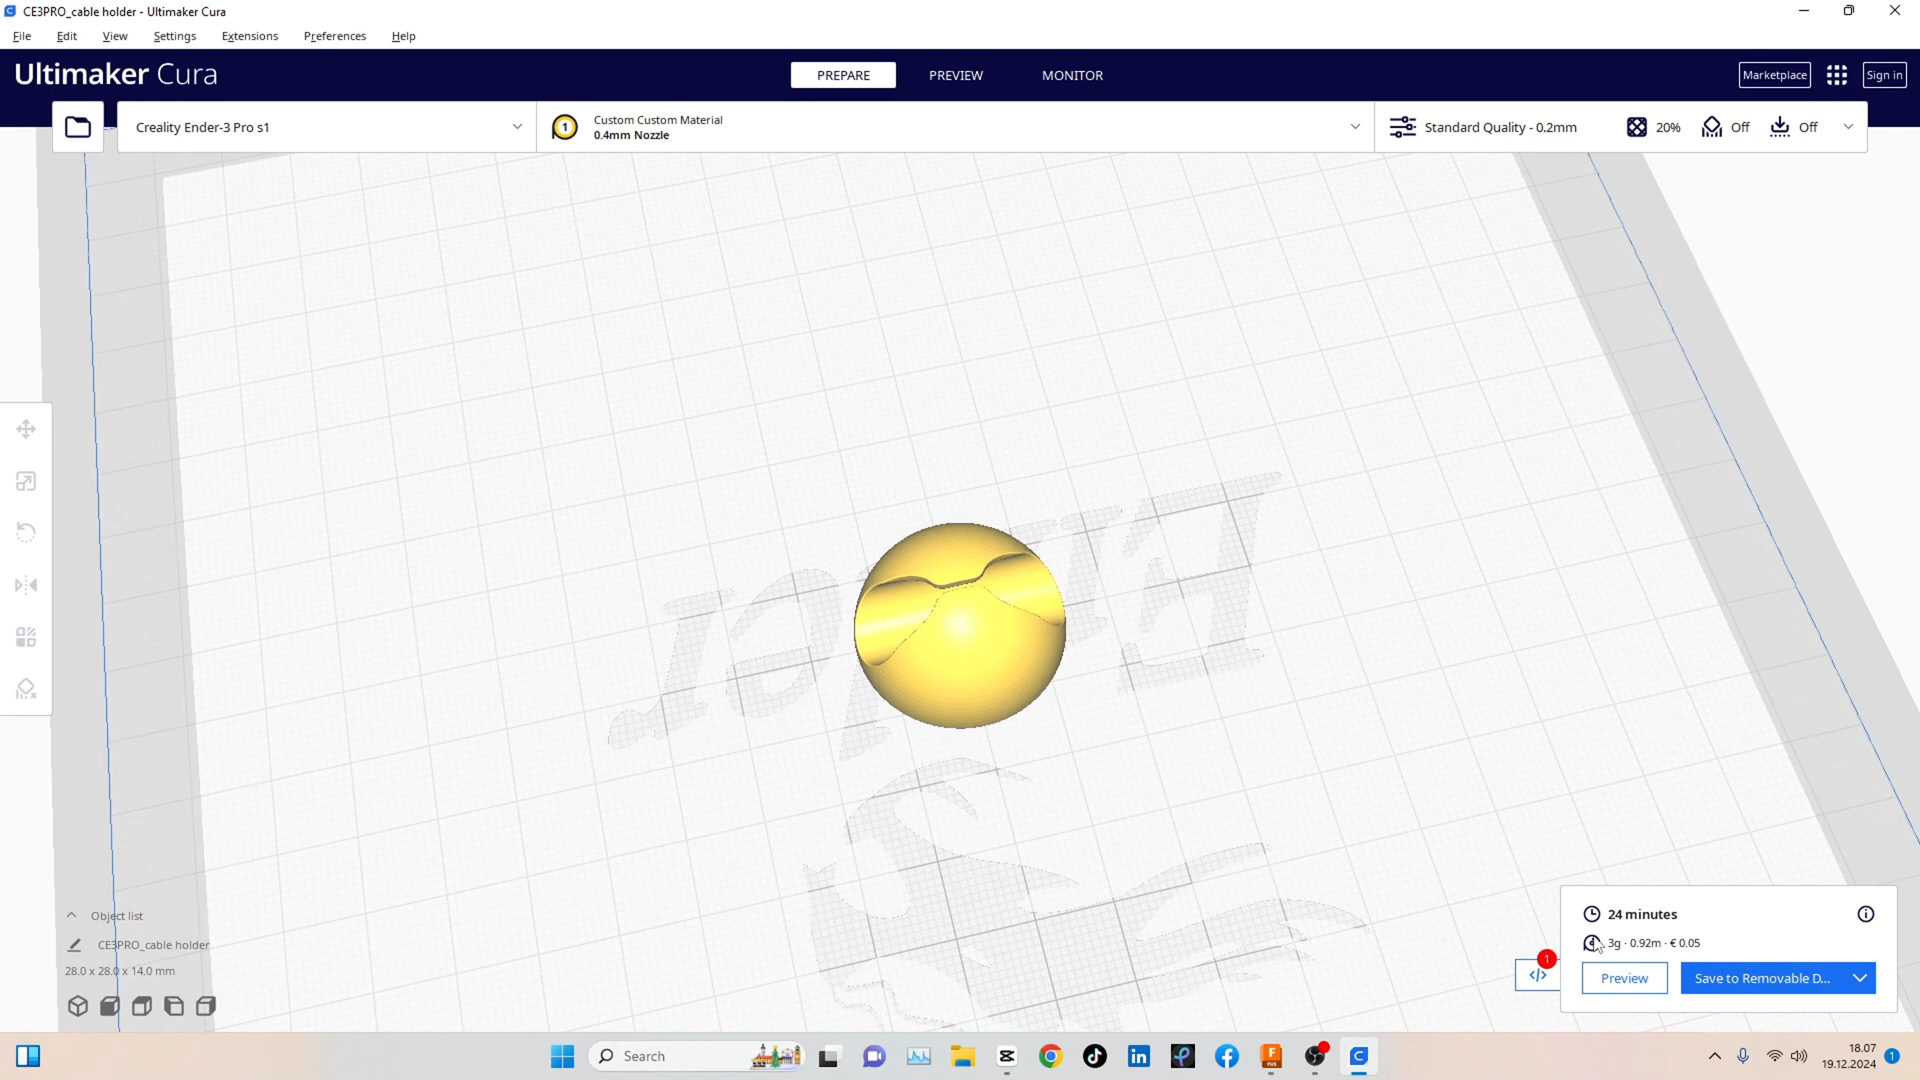 CE3PRO_cable holder - Ultimaker Cura
File Edit View Settings Extensions Preferences Help
Ultimaker Cura
PREPARE PREVIEW MONITOR
Marketplace
Sign in
Creality Ender-3 Pro s1
1
Custom Custom Material
0.4mm Nozzle
Standard Quality - 0.2mm
20%
Off
Off
Object list
CE3PRO_cable holder
28.0 x 28.0 x 14.0 mm
24 minutes
3g · 0.92m · € 0.05
1
</>
Preview
Save to Removable D...
Search
18.07
19.12.2024
1